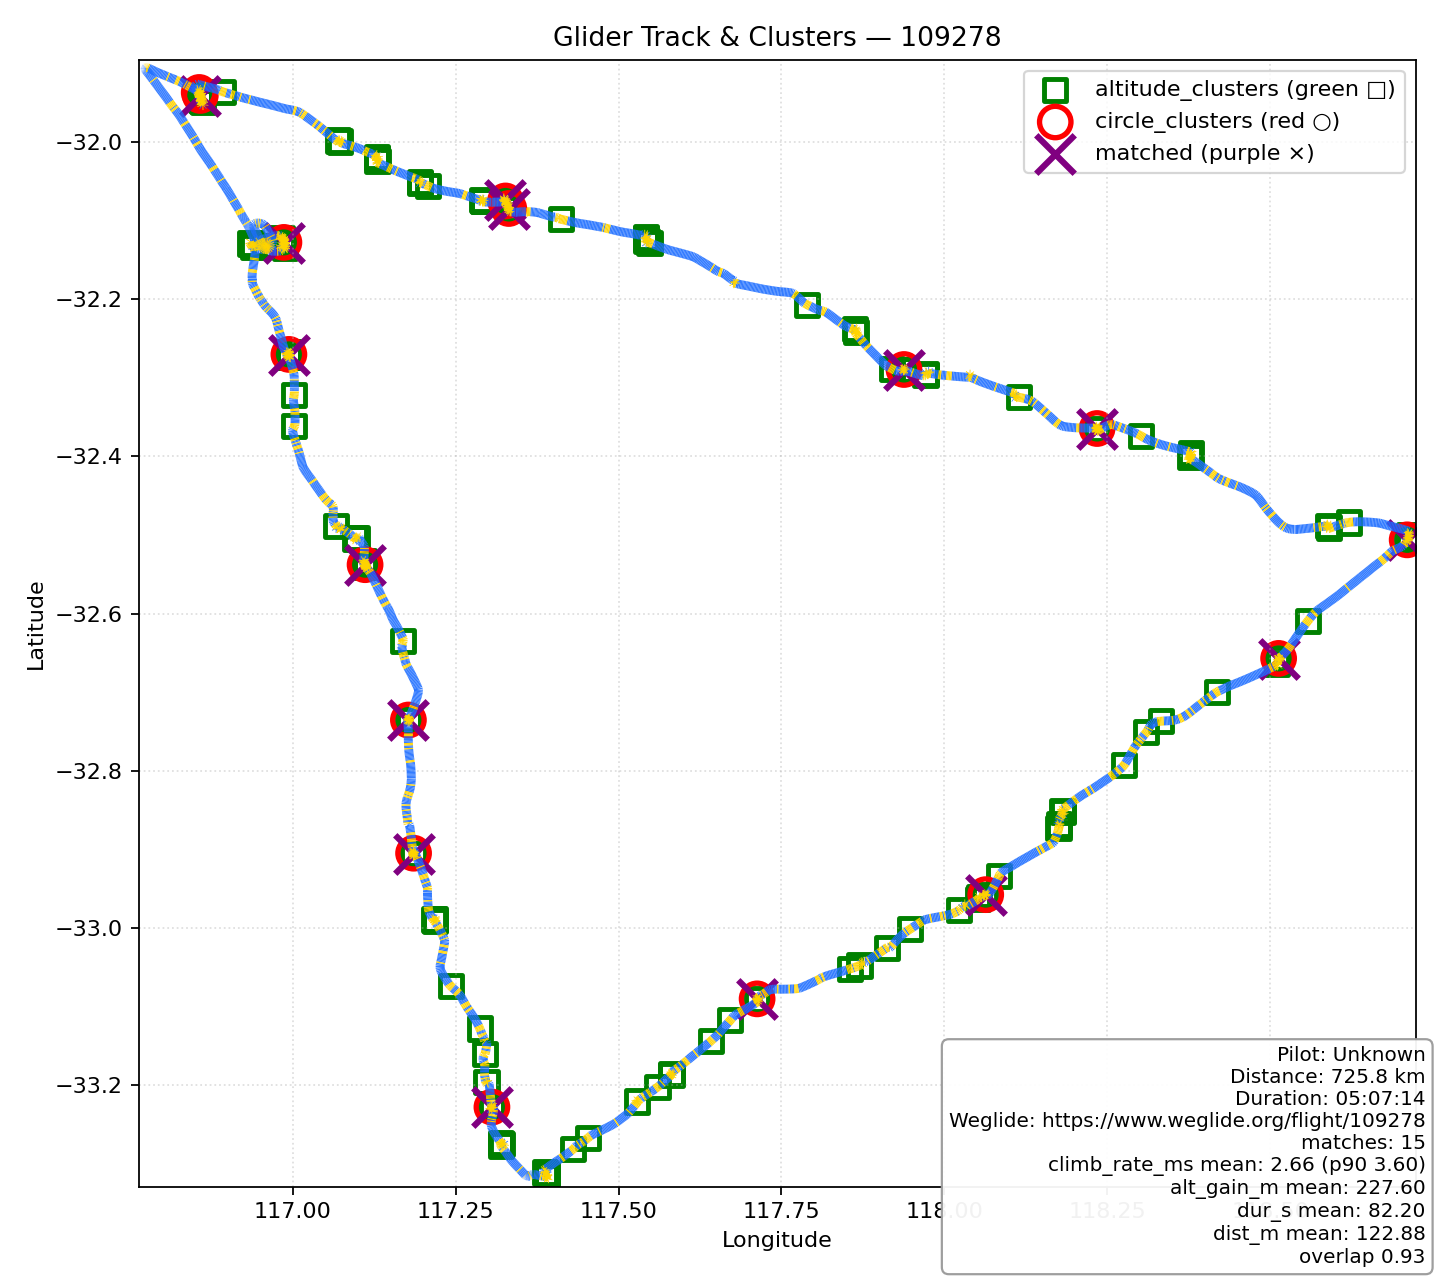 Glider Track & Clusters — 109278
altitude_clusters (green □)
circle_clusters (red ○)
matched (purple ×)
Latitude
−32.0
−32.2
−32.4
−32.6
−32.8
−33.0
−33.2
117.00
117.25
117.50
117.75
118.00
118.25
Longitude
Pilot: Unknown
Distance: 725.8 km
Duration: 05:07:14
Weglide: https://www.weglide.org/flight/109278
matches: 15
climb_rate_ms mean: 2.66 (p90 3.60)
alt_gain_m mean: 227.60
dur_s mean: 82.20
dist_m mean: 122.88
overlap 0.93